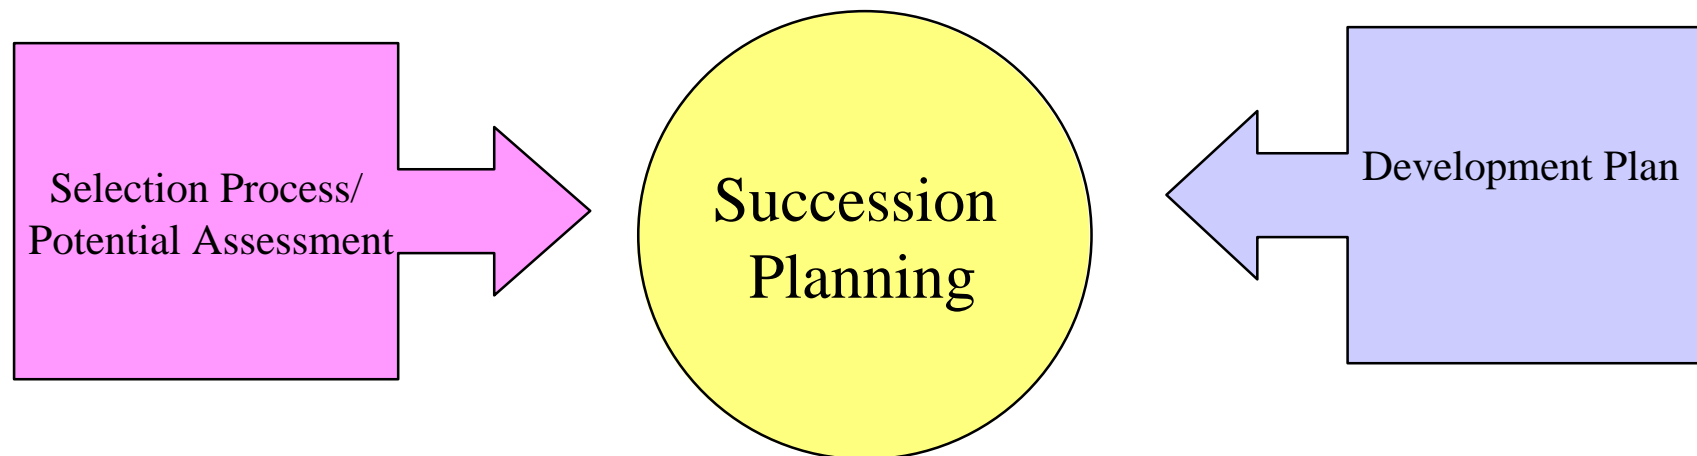 Selection Process/
Potential Assessment
Succession
Planning
Development Plan